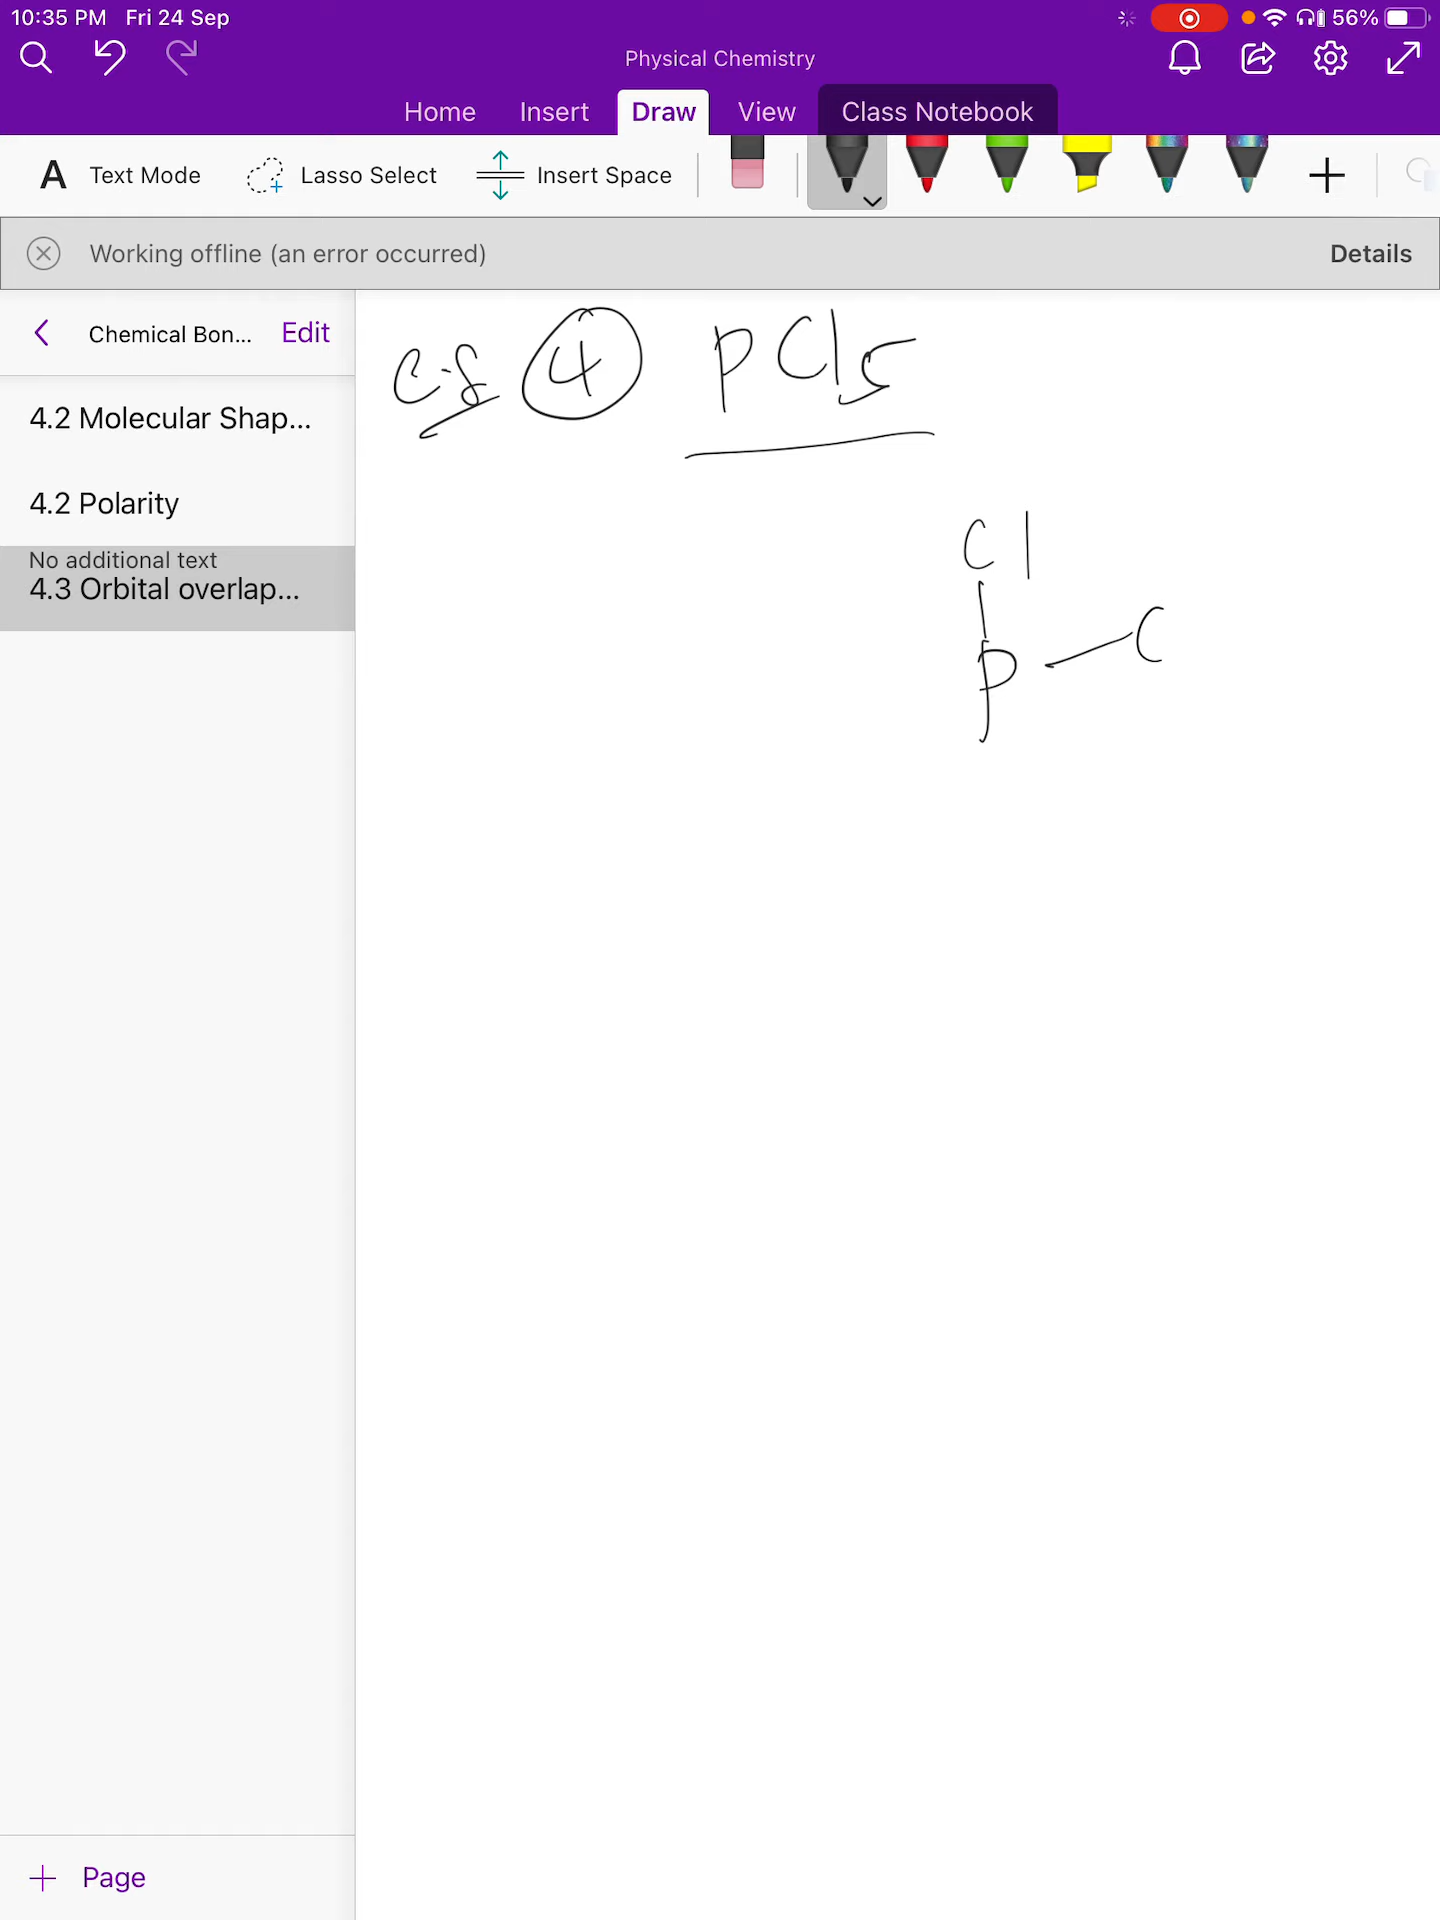 10:35 PM Fri 24 Sep 56%
Physical Chemistry
Home Insert Draw View Class Notebook
A Text Mode Lasso Select Insert Space
Working offline (an error occurred) Details
Chemical Bon... Edit
4.2 Molecular Shap...
4.2 Polarity
No additional text
4.3 Orbital overlap...
e.g 4 PCl5
Cl
P C
+ Page